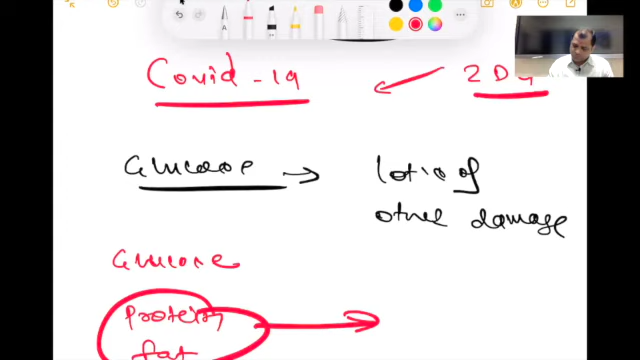 Covid-19 2DG
Glucose → lots of
other damage
Glucose
Protein
fat